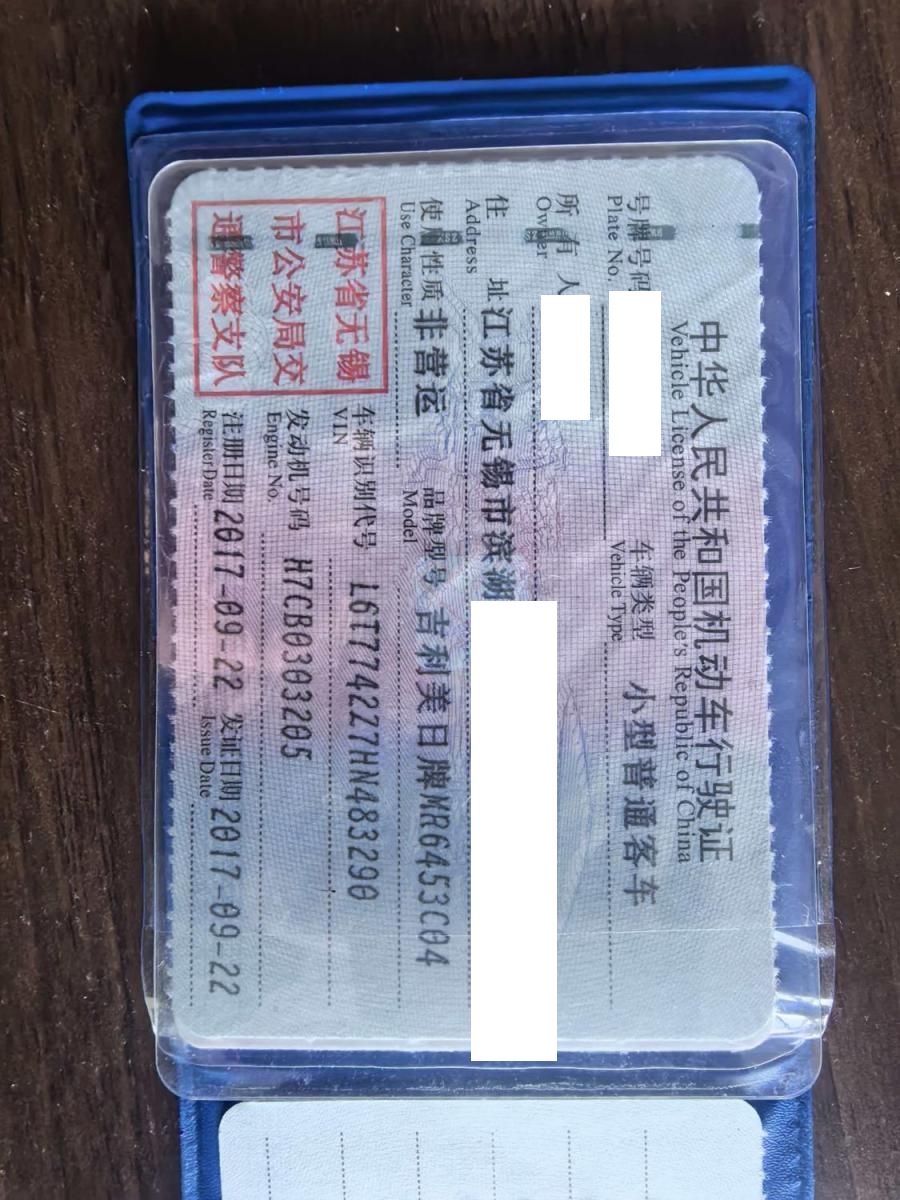 中华人民共和国机动车行驶证
Vehicle License of the People's Republic of China
号牌号码
Plate No.
车辆类型 小型普通客车
Vehicle Type
所有人
Owner
住 址 江苏省无锡市滨湖
Address
使用性质 非营运
Use Character
品牌型号 吉利美日牌MR6453C04
Model
江苏省无锡
市公安局交
通警察支队
车辆识别代号 L6T7742Z7HN483290
VIN
发动机号码 H7CB0303205
Engine No.
注册日期 2017-09-22
Register Date
发证日期 2017-09-22
Issue Date